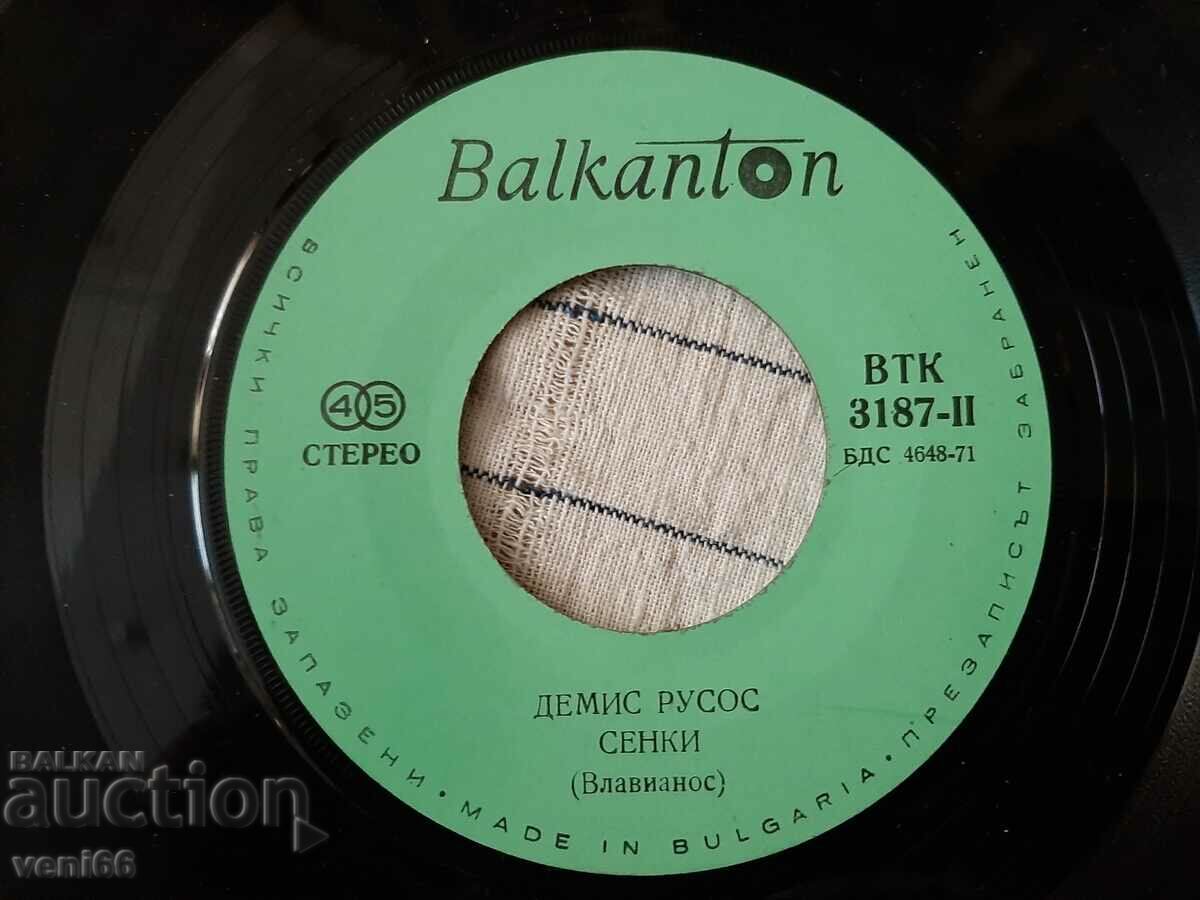 Balkanton
45
СТЕРЕО
ВТК
3187-II
БДС 4648-71
ДЕМИС РУСОС
СЕНКИ
(Влавианос)
ВСИЧКИ ПРАВА ЗАПАЗЕНИ • MADE IN BULGARIA • ПРЕЗАПИСЪТ ЗАБРАНЕН
BALKAN
auction
veni66